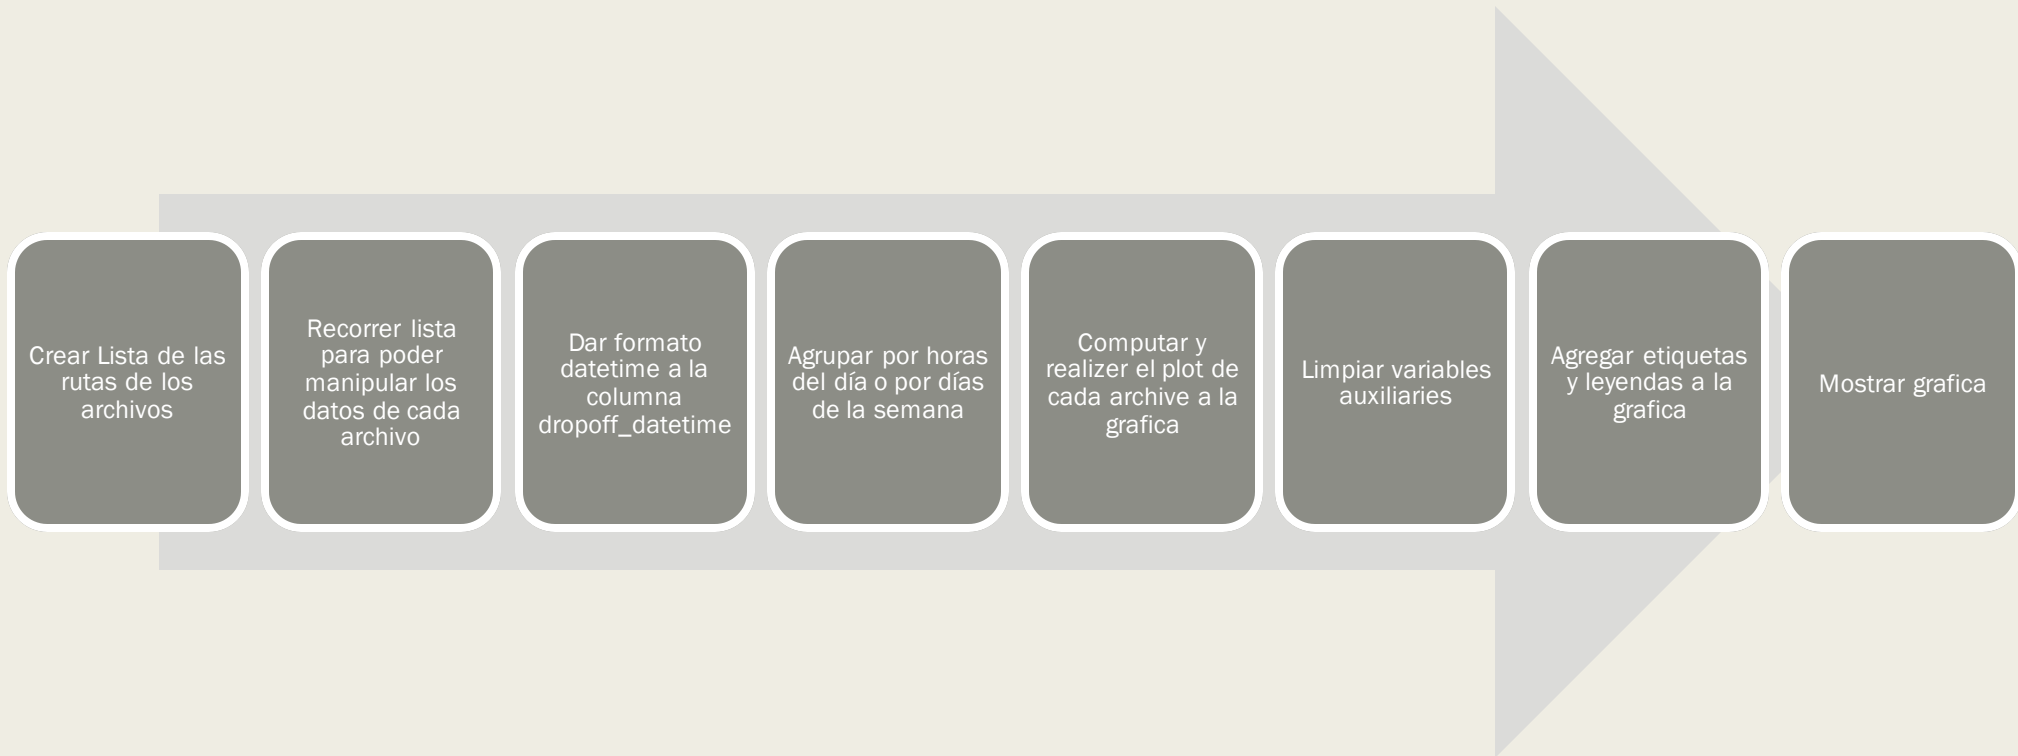 Crear Lista de las
rutas de los
archivos
Recorrer lista
para poder
manipular los
datos de cada
archivo
Dar formato
datetime a la
columna
dropoff_datetime
Agrupar por horas
del día o por días
de la semana
Computar y
realizer el plot de
cada archive a la
grafica
Limpiar variables
auxiliaries
Agregar etiquetas
y leyendas a la
grafica
Mostrar grafica